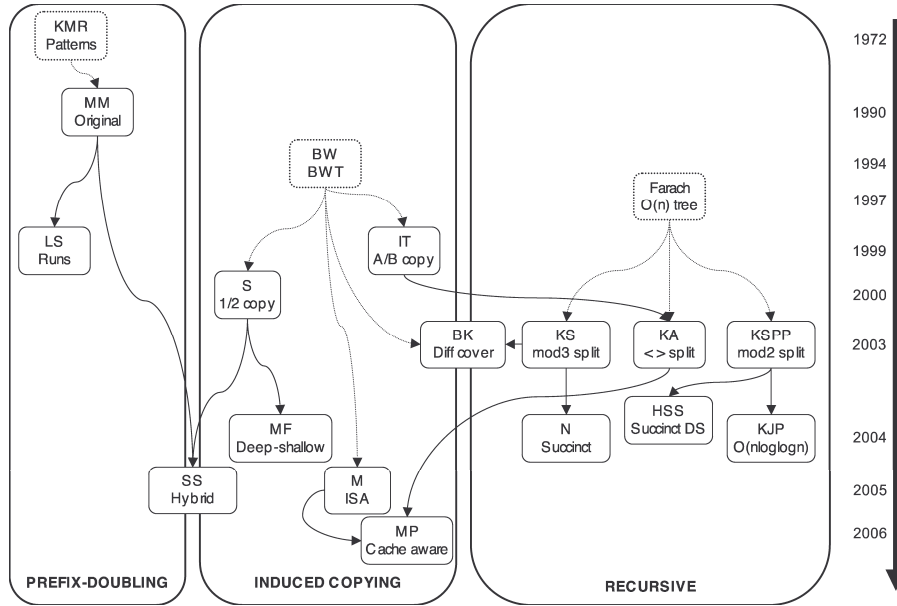 KMR
Patterns
1972
MM
Original
1990
BW
BWT
1994
Farach
O(n) tree
1997
LS
Runs
IT
A/B copy
1999
S
1/2 copy
2000
BK
Diff cover
KS
mod3 split
KA
<> split
KSPP
mod2 split
2003
MF
Deep-shallow
N
Succinct
HSS
Succinct DS
KJP
O(nloglogn)
2004
SS
Hybrid
M
ISA
2005
MP
Cache aware
2006
PREFIX-DOUBLING
INDUCED COPYING
RECURSIVE